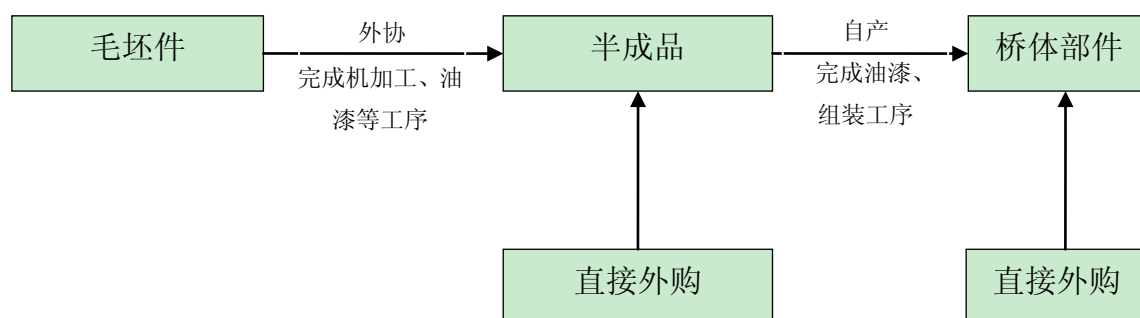 毛坯件
外协
完成机加工、油
漆等工序
半成品
自产
完成油漆、
组装工序
桥体部件
直接外购
直接外购